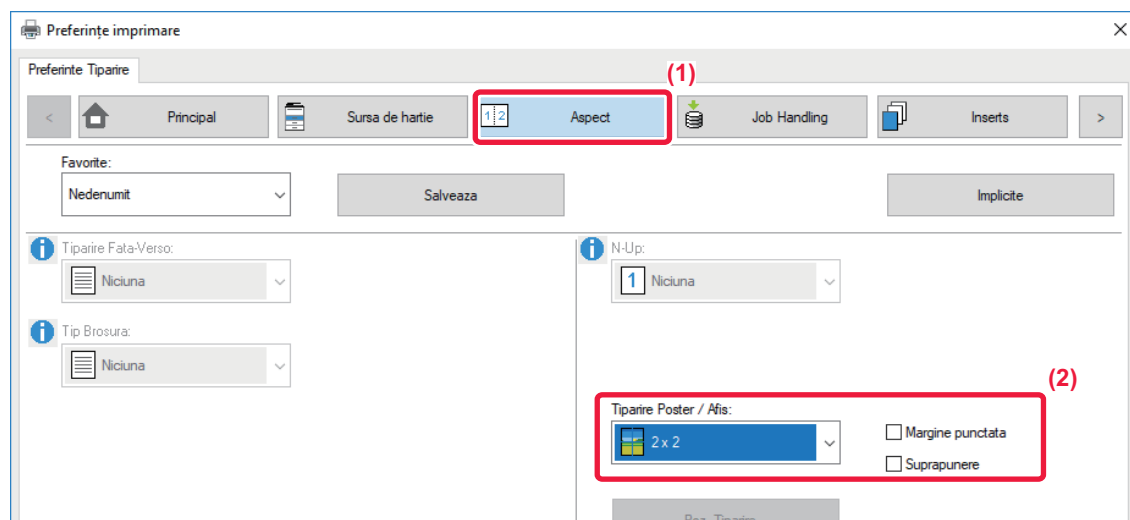 Preferințe imprimare
Preferinte Tiparire
(1)
< Principal Sursa de hartie 1 2 Aspect Job Handling Inserts >
Favorite:
Nedenumit Salveaza Implicite
Tiparire Fata-Verso: N-Up:
Niciuna 1 Niciuna
Tip Brosura:
Niciuna
(2)
Tiparire Poster / Afis:
2 x 2 Margine punctata
Suprapunere